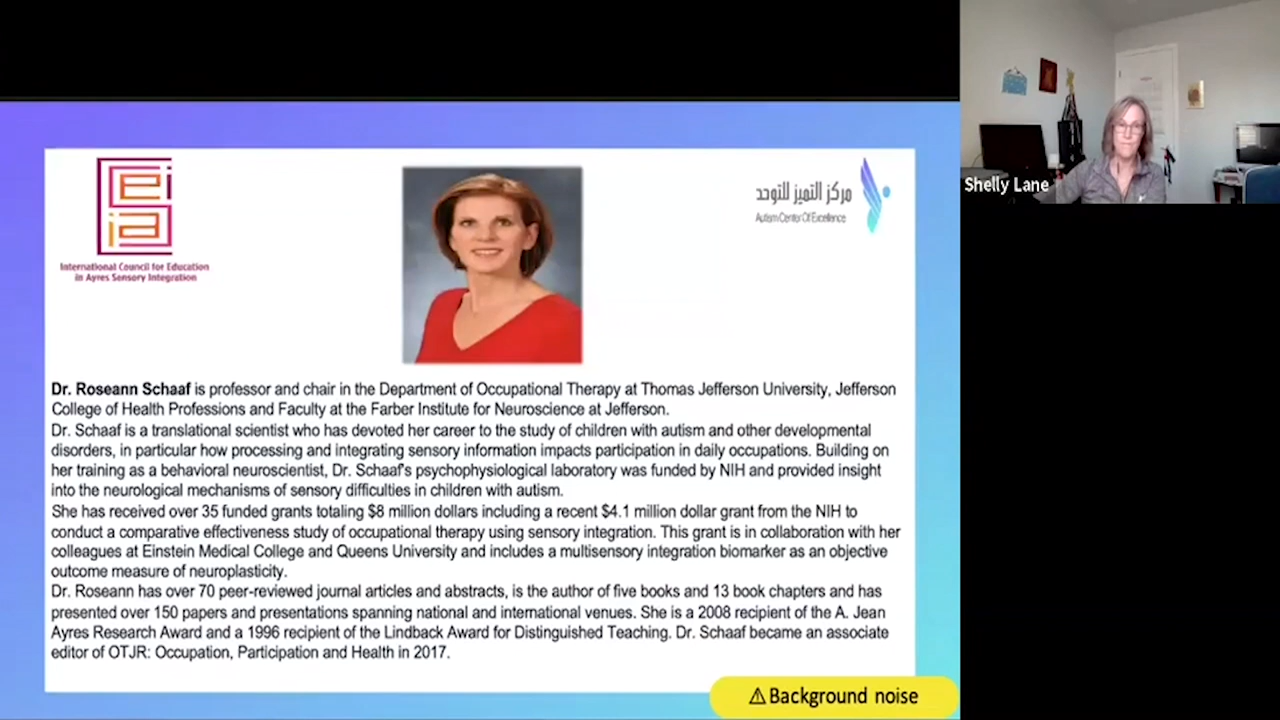 Shelly Lane
International Council for Education
in Ayres Sensory Integration
مركز التميز للتوحد
Autism Center Of Excellence
Dr. Roseann Schaaf is professor and chair in the Department of Occupational Therapy at Thomas Jefferson University, Jefferson
College of Health Professions and Faculty at the Farber Institute for Neuroscience at Jefferson.
Dr. Schaaf is a translational scientist who has devoted her career to the study of children with autism and other developmental
disorders, in particular how processing and integrating sensory information impacts participation in daily occupations. Building on
her training as a behavioral neuroscientist, Dr. Schaaf's psychophysiological laboratory was funded by NIH and provided insight
into the neurological mechanisms of sensory difficulties in children with autism.
She has received over 35 funded grants totaling $8 million dollars including a recent $4.1 million dollar grant from the NIH to
conduct a comparative effectiveness study of occupational therapy using sensory integration. This grant is in collaboration with her
colleagues at Einstein Medical College and Queens University and includes a multisensory integration biomarker as an objective
outcome measure of neuroplasticity.
Dr. Roseann has over 70 peer-reviewed journal articles and abstracts, is the author of five books and 13 book chapters and has
presented over 150 papers and presentations spanning national and international venues. She is a 2008 recipient of the A. Jean
Ayres Research Award and a 1996 recipient of the Lindback Award for Distinguished Teaching. Dr. Schaaf became an associate
editor of OTJR: Occupation, Participation and Health in 2017.
⚠Background noise